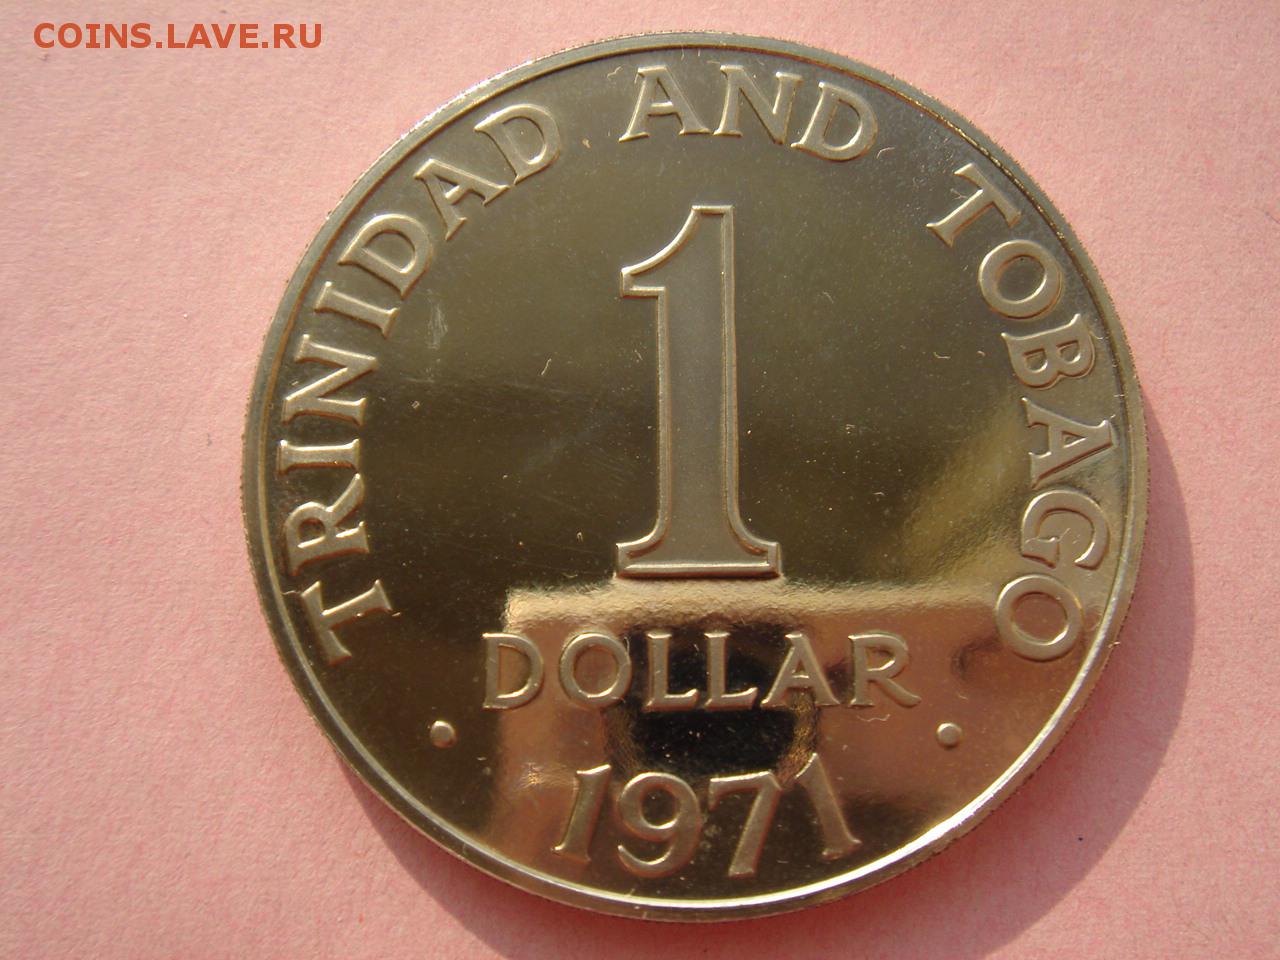 COINS.LAVE.RU
TRINIDAD AND TOBAGO
1
DOLLAR
· 1971 ·